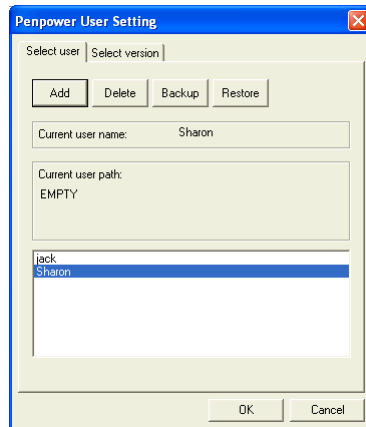 Penpower User Setting
Select user Select version
Add Delete Backup Restore
Current user name: Sharon
Current user path:
EMPTY
jack
Sharon
OK Cancel